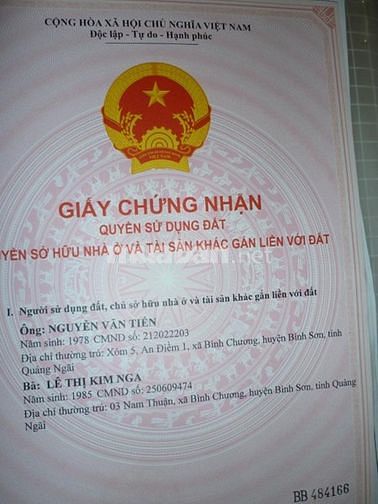 CỘNG HÒA XÃ HỘI CHỦ NGHĨA VIỆT NAM
Độc lập - Tự do - Hạnh phúc
VIỆT NAM
GIẤY CHỨNG NHẬN
QUYỀN SỬ DỤNG ĐẤT
YỀN SỞ HỮU NHÀ Ở VÀ TÀI SẢN KHÁC GẮN LIỀN VỚI ĐẤT
I. Người sử dụng đất, chủ sở hữu nhà ở và tài sản khác gắn liền với đất
Ông: NGUYỄN VĂN TIẾN
Năm sinh: 1978 CMND số: 212022203
Địa chỉ thường trú: Xóm 5, An Điềm 1, xã Bình Chương, huyện Bình Sơn, tỉnh
Quảng Ngãi
Bà: LÊ THỊ KIM NGA
Năm sinh: 1985 CMND số: 250609474
Địa chỉ thường trú: 03 Nam Thuận, xã Bình Chương, huyện Bình Sơn, tỉnh Quảng
Ngãi
BB 484166